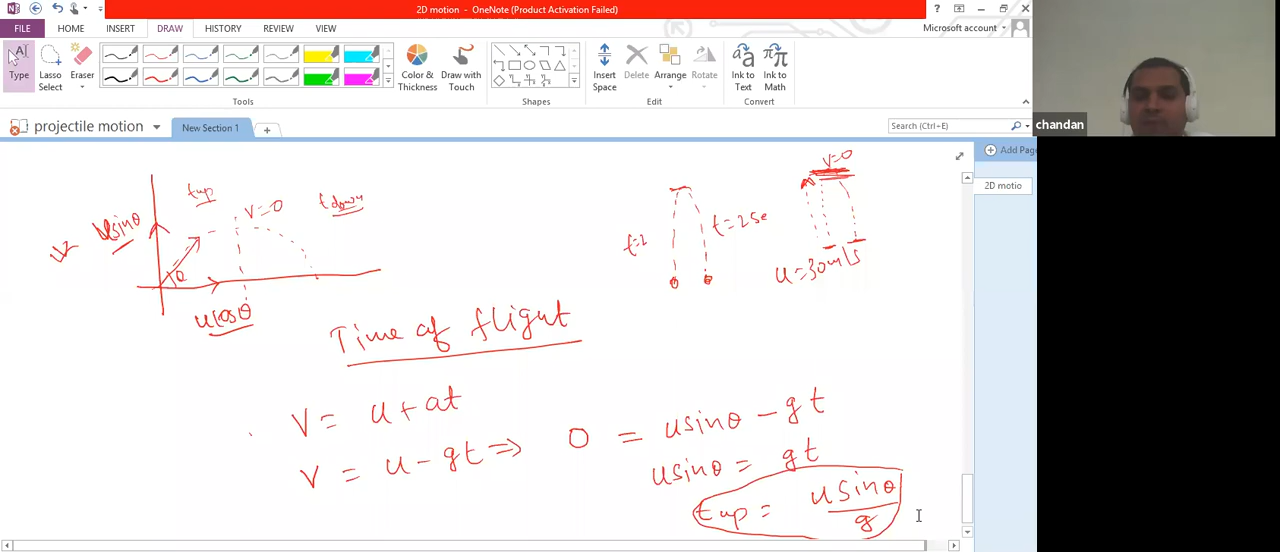 2D motion - OneNote (Product Activation Failed)
FILE HOME INSERT DRAW HISTORY REVIEW VIEW
Microsoft account
Type
Lasso Select
Eraser
Color & Thickness
Draw with Touch
Insert Space
Delete
Arrange
Rotate
Ink to Text
Ink to Math
Tools
Shapes
Edit
Convert
chandan
projectile motion
New Section 1
Search (Ctrl+E)
Add Page
2D motio
V=0
tup
V=0
tdown
usinθ
θ
ucosθ
t=2
t=2se
u=30m/s
Time of flight
V = u + at
V = u - gt ⇒ 0 = usinθ - gt
usinθ = gt
tup = usinθ/g